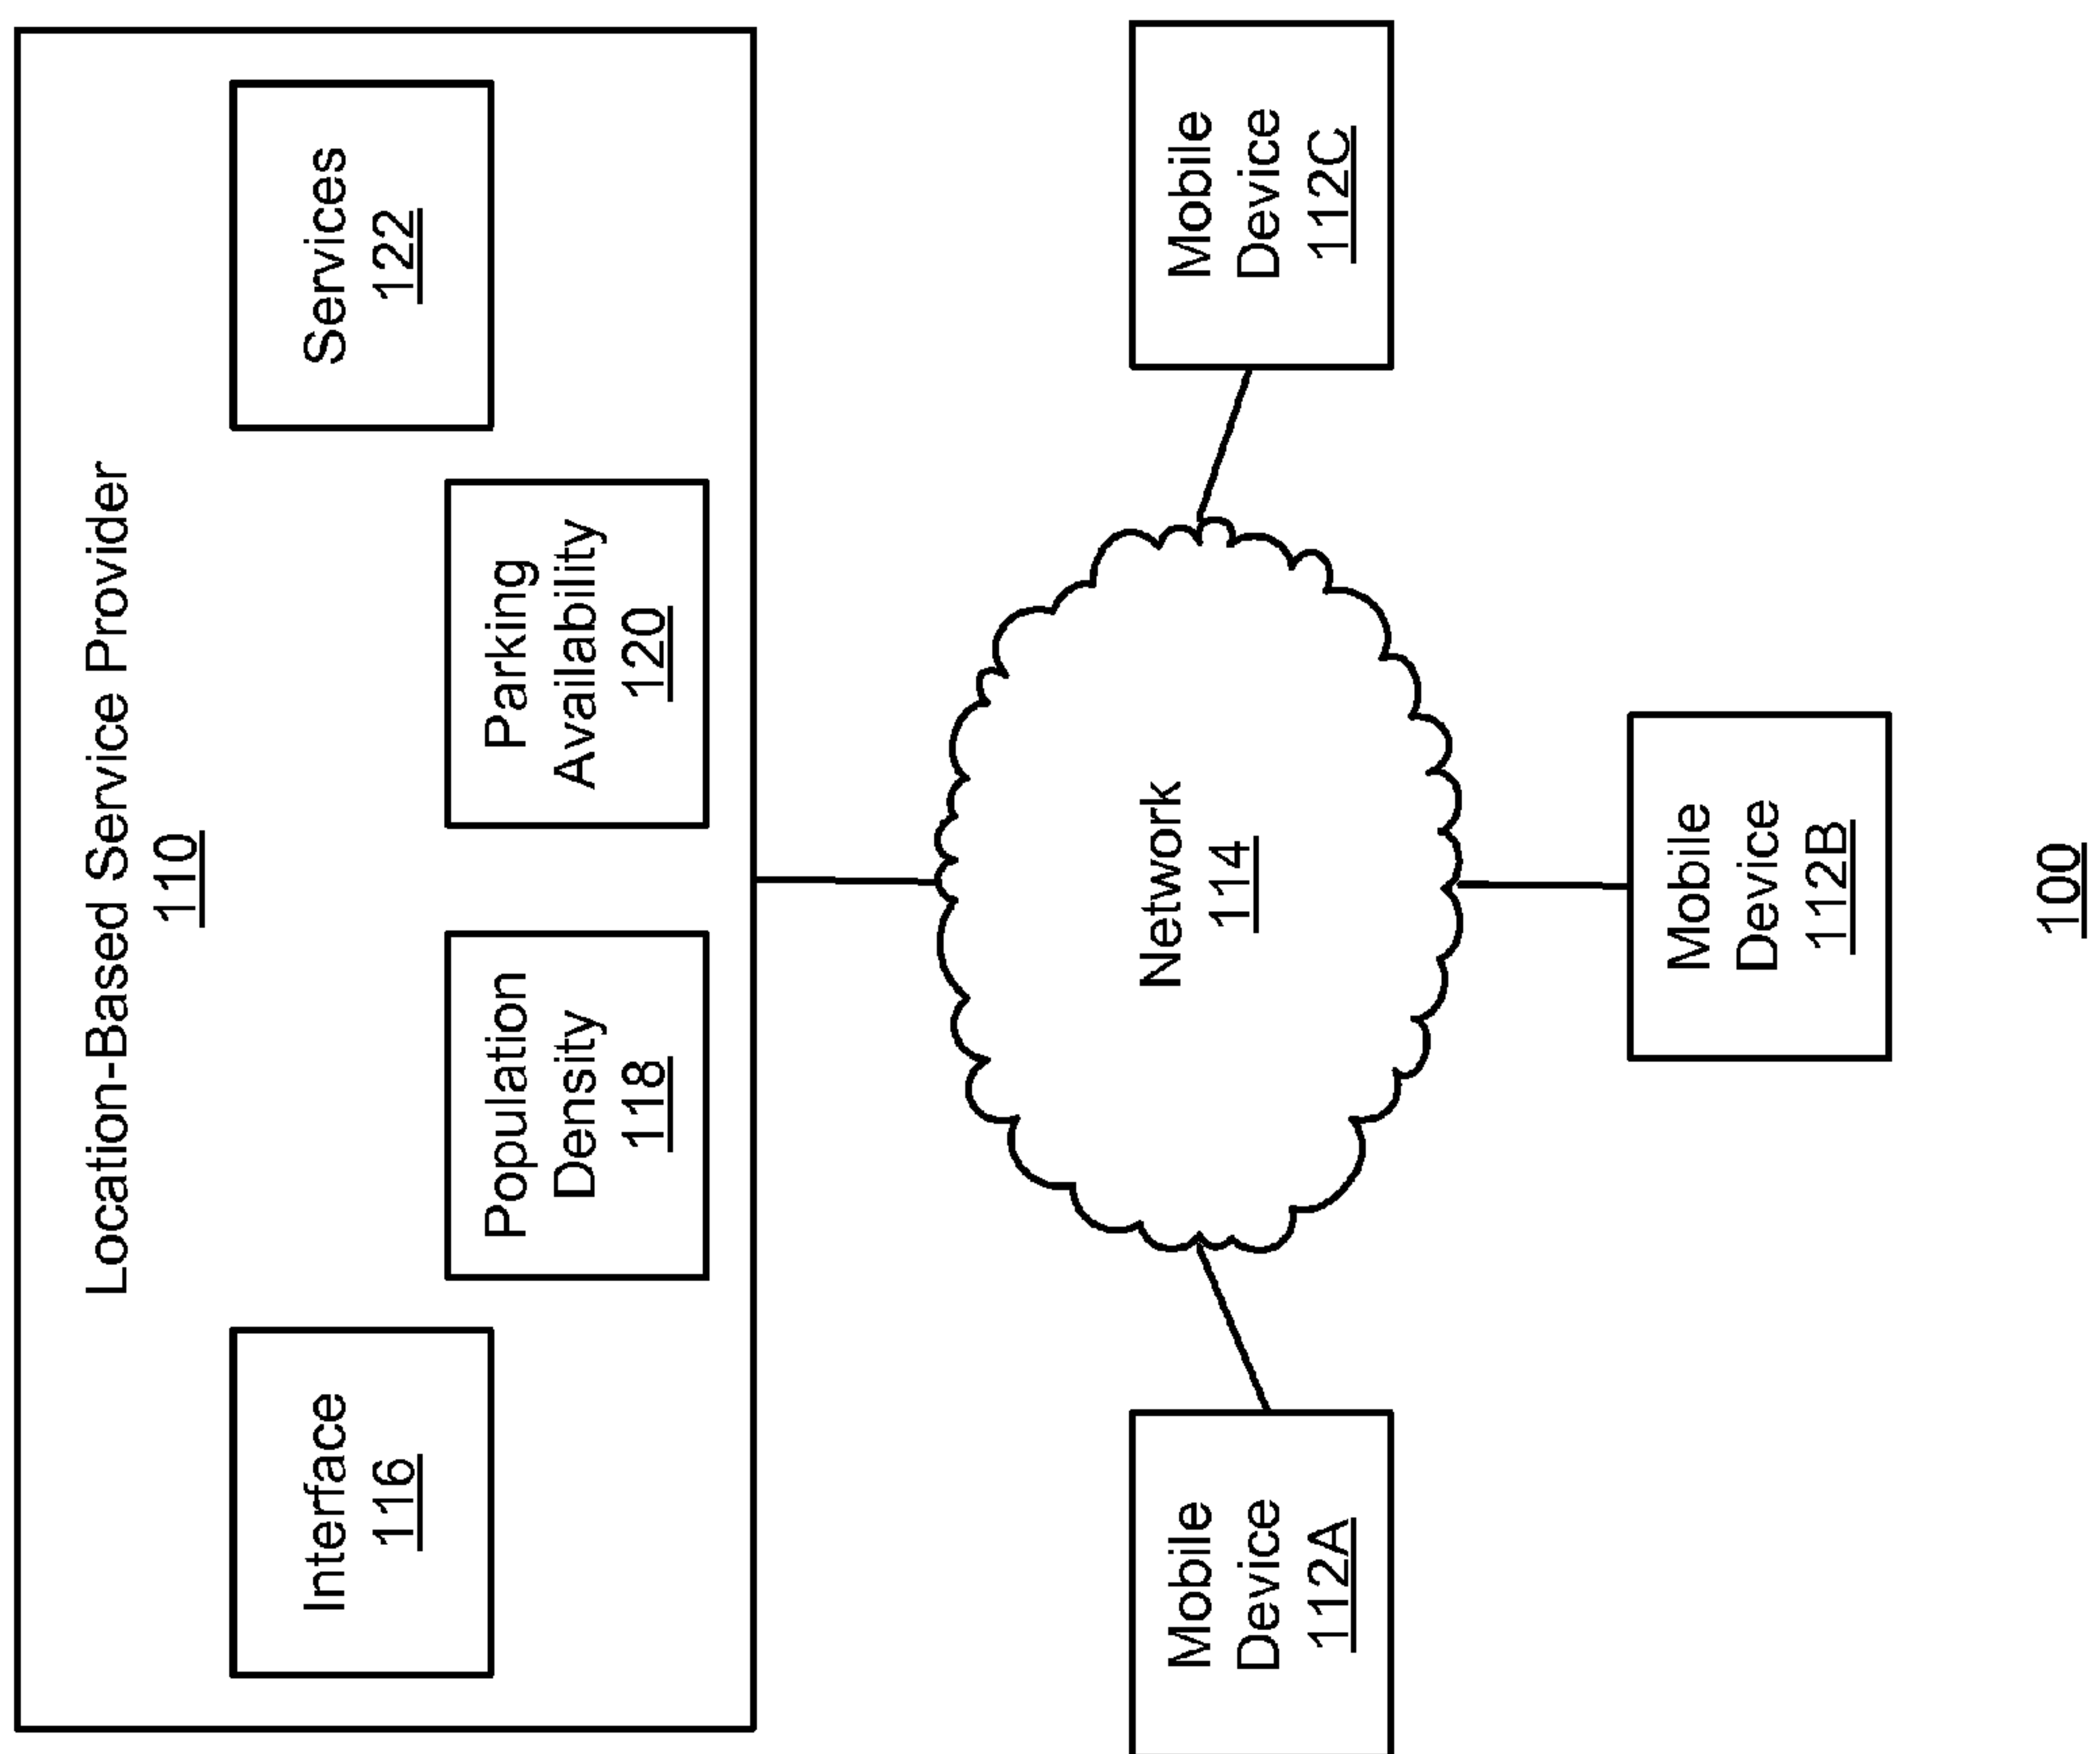 Location-Based Service Provider
110
Interface
116
Population
Density
118
Parking
Availability
120
Services
122
Network
114
Mobile
Device
112A
Mobile
Device
112B
Mobile
Device
112C
100